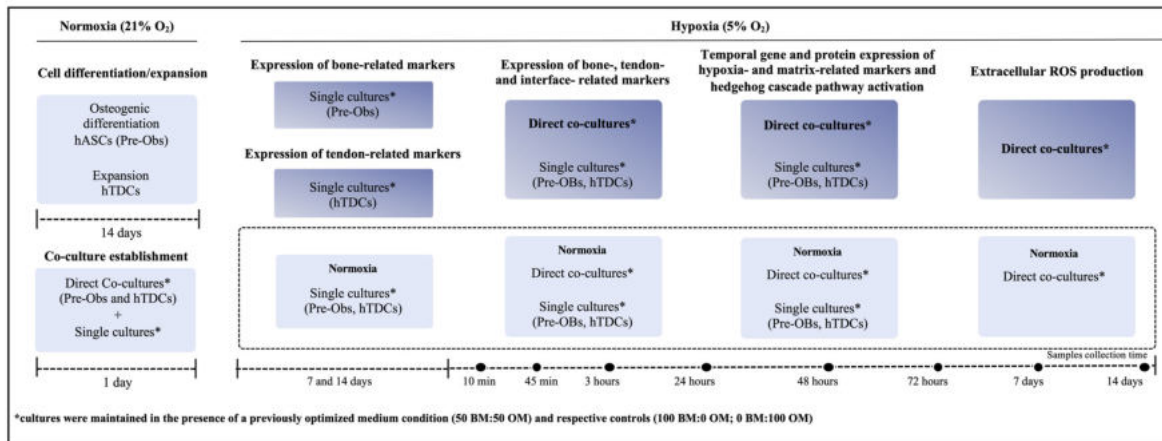 Normoxia (21% O₂)
Hypoxia (5% O₂)
Cell differentiation/expansion
Osteogenic
differentiation
hASCs (Pre-Obs)
Expansion
hTDCs
14 days
Co-culture establishment
Direct Co-cultures*
(Pre-Obs and hTDCs)
+
Single cultures*
1 day
Expression of bone-related markers
Single cultures*
(Pre-Obs)
Expression of tendon-related markers
Single cultures*
(hTDCs)
Normoxia
Single cultures*
(Pre-Obs, hTDCs)
7 and 14 days
Expression of bone-, tendon-
and interface- related markers
Direct co-cultures*
Single cultures*
(Pre-OBs, hTDCs)
Normoxia
Direct co-cultures*
Single cultures*
(Pre-OBs, hTDCs)
Temporal gene and protein expression of
hypoxia- and matrix-related markers and
hedgehog cascade pathway activation
Direct co-cultures*
Single cultures*
(Pre-OBs, hTDCs)
Normoxia
Direct co-cultures*
Single cultures*
(Pre-OBs, hTDCs)
Extracellular ROS production
Direct co-cultures*
Normoxia
Direct co-cultures*
Samples collection time
10 min 45 min 3 hours 24 hours 48 hours 72 hours 7 days 14 days
*cultures were maintained in the presence of a previously optimized medium condition (50 BM:50 OM) and respective controls (100 BM:0 OM; 0 BM:100 OM)